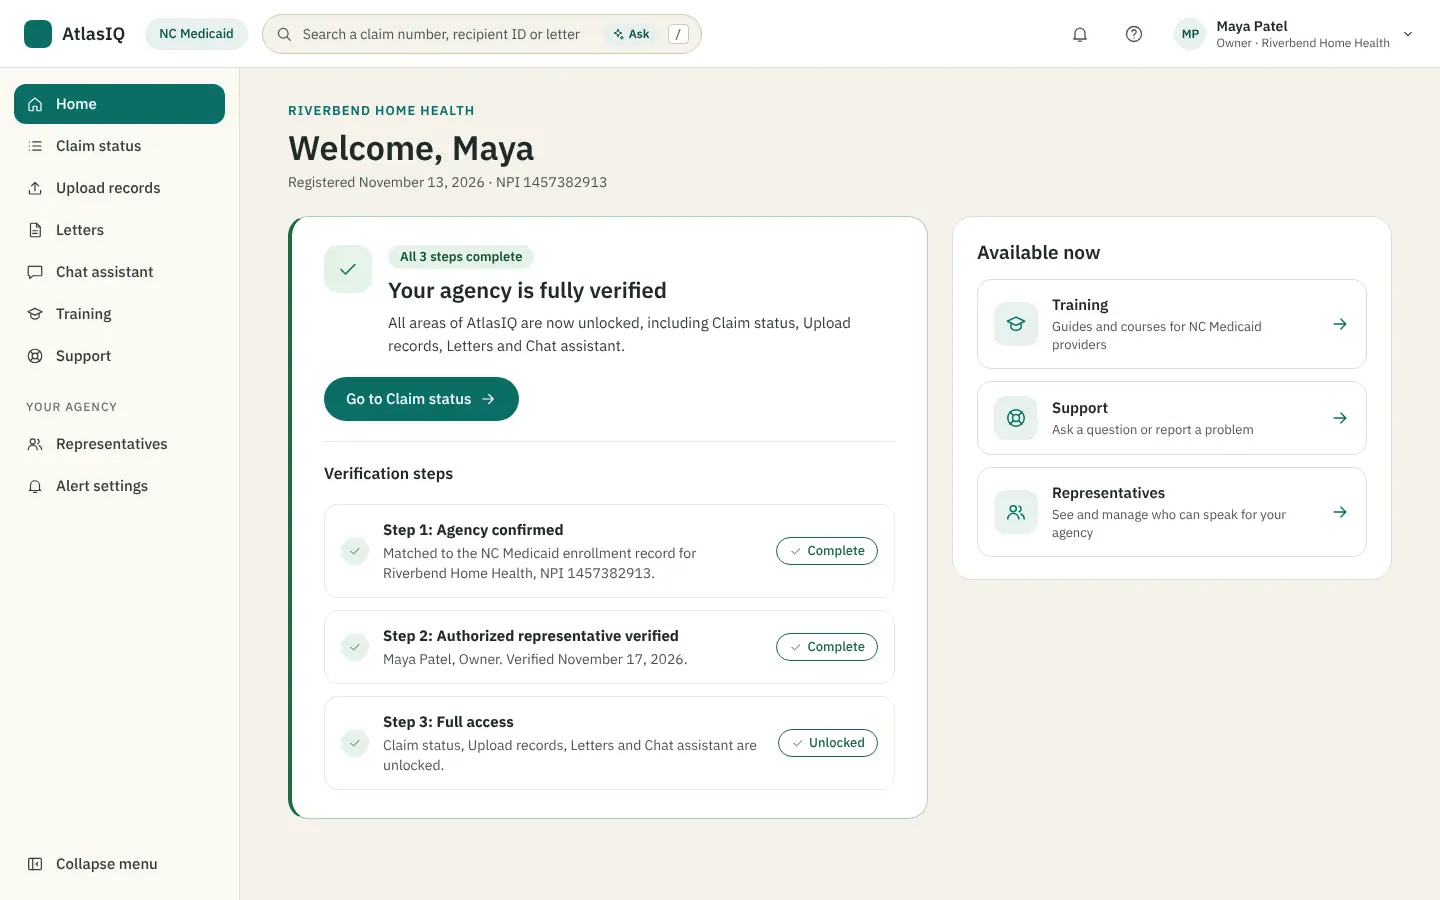 AtlasIQ
NC Medicaid
Search a claim number, recipient ID or letter
Ask
/
MP
Maya Patel
Owner · Riverbend Home Health
Home
Claim status
Upload records
Letters
Chat assistant
Training
Support
YOUR AGENCY
Representatives
Alert settings
Collapse menu
RIVERBEND HOME HEALTH
Welcome, Maya
Registered November 13, 2026 · NPI 1457382913
All 3 steps complete
Your agency is fully verified
All areas of AtlasIQ are now unlocked, including Claim status, Upload
records, Letters and Chat assistant.
Go to Claim status
Verification steps
Step 1: Agency confirmed
Matched to the NC Medicaid enrollment record for
Riverbend Home Health, NPI 1457382913.
Complete
Step 2: Authorized representative verified
Maya Patel, Owner. Verified November 17, 2026.
Complete
Step 3: Full access
Claim status, Upload records, Letters and Chat assistant are
unlocked.
Unlocked
Available now
Training
Guides and courses for NC Medicaid
providers
Support
Ask a question or report a problem
Representatives
See and manage who can speak for your
agency